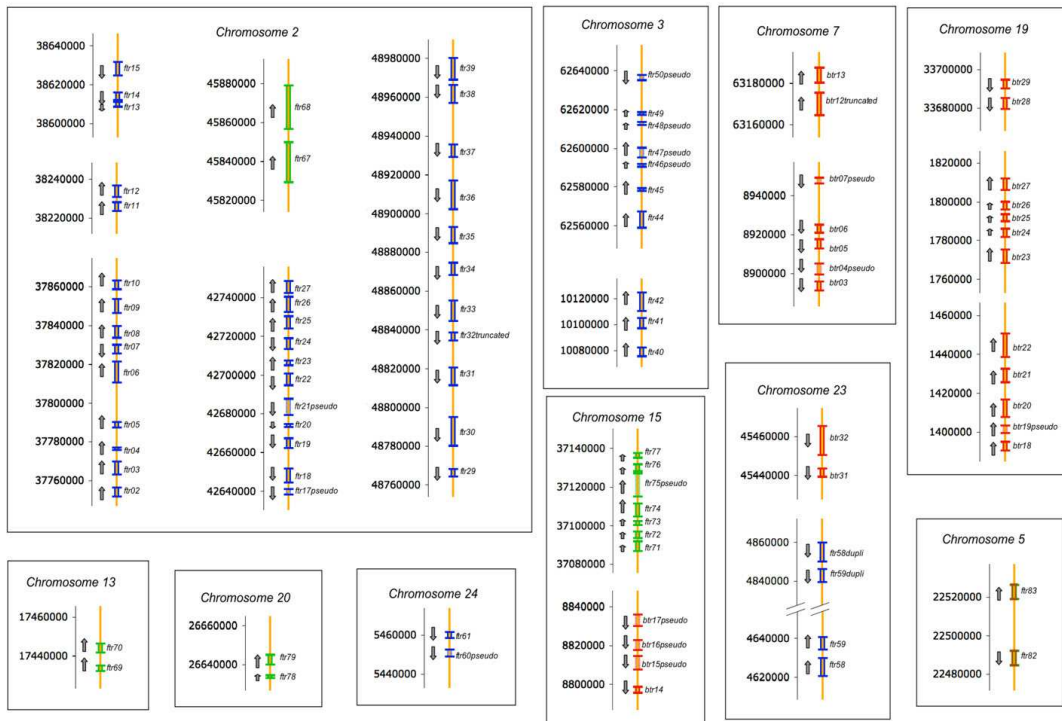 Chromosome 2
38640000
38620000
38600000
ftr15
ftr14
ftr13
38240000
38220000
ftr12
ftr11
37860000
37840000
37820000
37800000
37780000
37760000
ftr10
ftr09
ftr08
ftr07
ftr06
ftr05
ftr04
ftr03
ftr02
45880000
45860000
45840000
45820000
ftr68
ftr67
42740000
42720000
42700000
42680000
42660000
42640000
ftr27
ftr26
ftr25
ftr24
ftr23
ftr22
ftr21pseudo
ftr20
ftr19
ftr18
ftr17pseudo
48980000
48960000
48940000
48920000
48900000
48880000
48860000
48840000
48820000
48800000
48780000
48760000
ftr39
ftr38
ftr37
ftr36
ftr35
ftr34
ftr33
ftr32truncated
ftr31
ftr30
ftr29
Chromosome 3
62640000
62620000
62600000
62580000
62560000
ftr50pseudo
ftr49
ftr48pseudo
ftr47pseudo
ftr46pseudo
ftr45
ftr44
10120000
10100000
10080000
ftr42
ftr41
ftr40
Chromosome 7
63180000
63160000
btr13
btr12truncated
8940000
8920000
8900000
btr07pseudo
btr06
btr05
btr04pseudo
btr03
Chromosome 19
33700000
33680000
btr29
btr28
1820000
1800000
1780000
1760000
btr27
btr26
btr25
btr24
btr23
1460000
1440000
1420000
1400000
btr22
btr21
btr20
btr19pseudo
btr18
Chromosome 15
37140000
37120000
37100000
37080000
ftr77
ftr76
ftr75pseudo
ftr74
ftr73
ftr72
ftr71
8840000
8820000
8800000
btr17pseudo
btr16pseudo
btr15pseudo
btr14
Chromosome 23
45460000
45440000
btr32
btr31
4860000
4840000
ftr58dupli
ftr59dupli
4640000
4620000
ftr59
ftr58
Chromosome 5
22520000
22500000
22480000
ftr83
ftr82
Chromosome 13
17460000
17440000
ftr70
ftr69
Chromosome 20
26660000
26640000
ftr79
ftr78
Chromosome 24
5460000
5440000
ftr61
ftr60pseudo